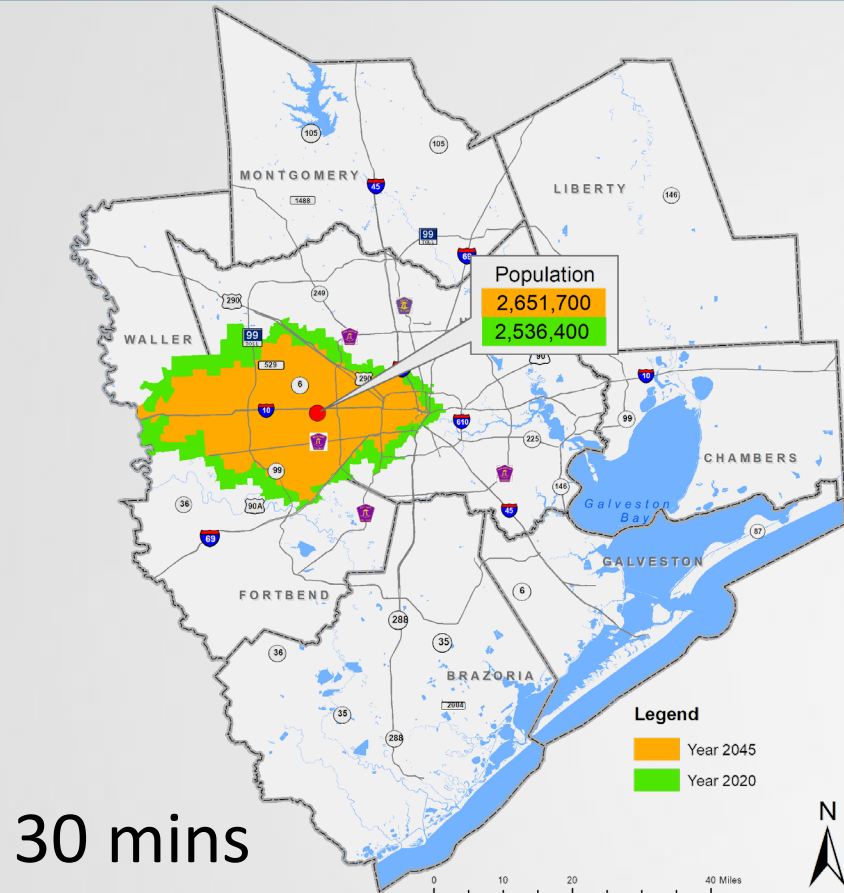 105
105
MONTGOMERY
45
LIBERTY
1488
146
99
TOLL
69
Population
290
249
2,651,700
2,536,400
WALLER
99
529
290
90
6
10
10
610
99
225
CHAMBERS
99
146
36
90A
Galveston
Bay
45
87
69
GALVESTON
FORTBEND
6
288
35
36
BRAZORIA
2004
35
Legend
288
Year 2045
Year 2020
30 mins
N
0 10 20 40 Miles